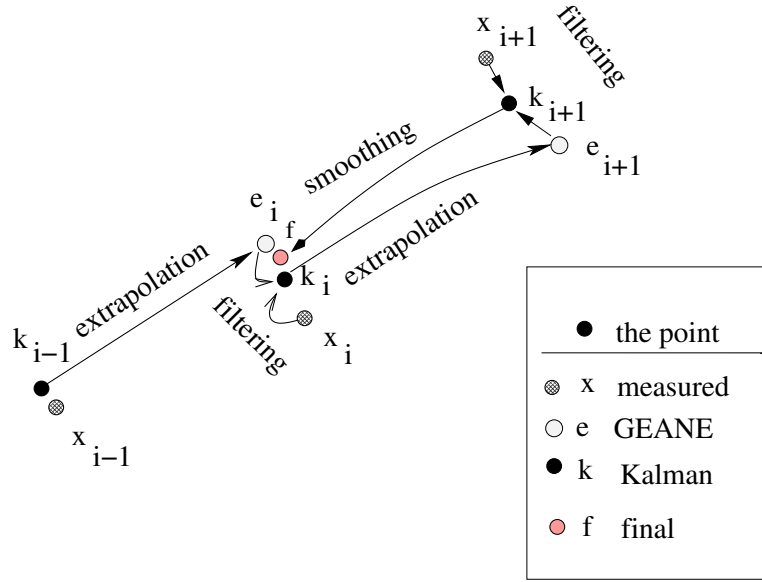 x i+1
filtering
k i+1
e i+1
smoothing
e i
f
extrapolation
k i
extrapolation
filtering
x i
k i−1
x i−1
the point
x measured
e GEANE
k Kalman
f final